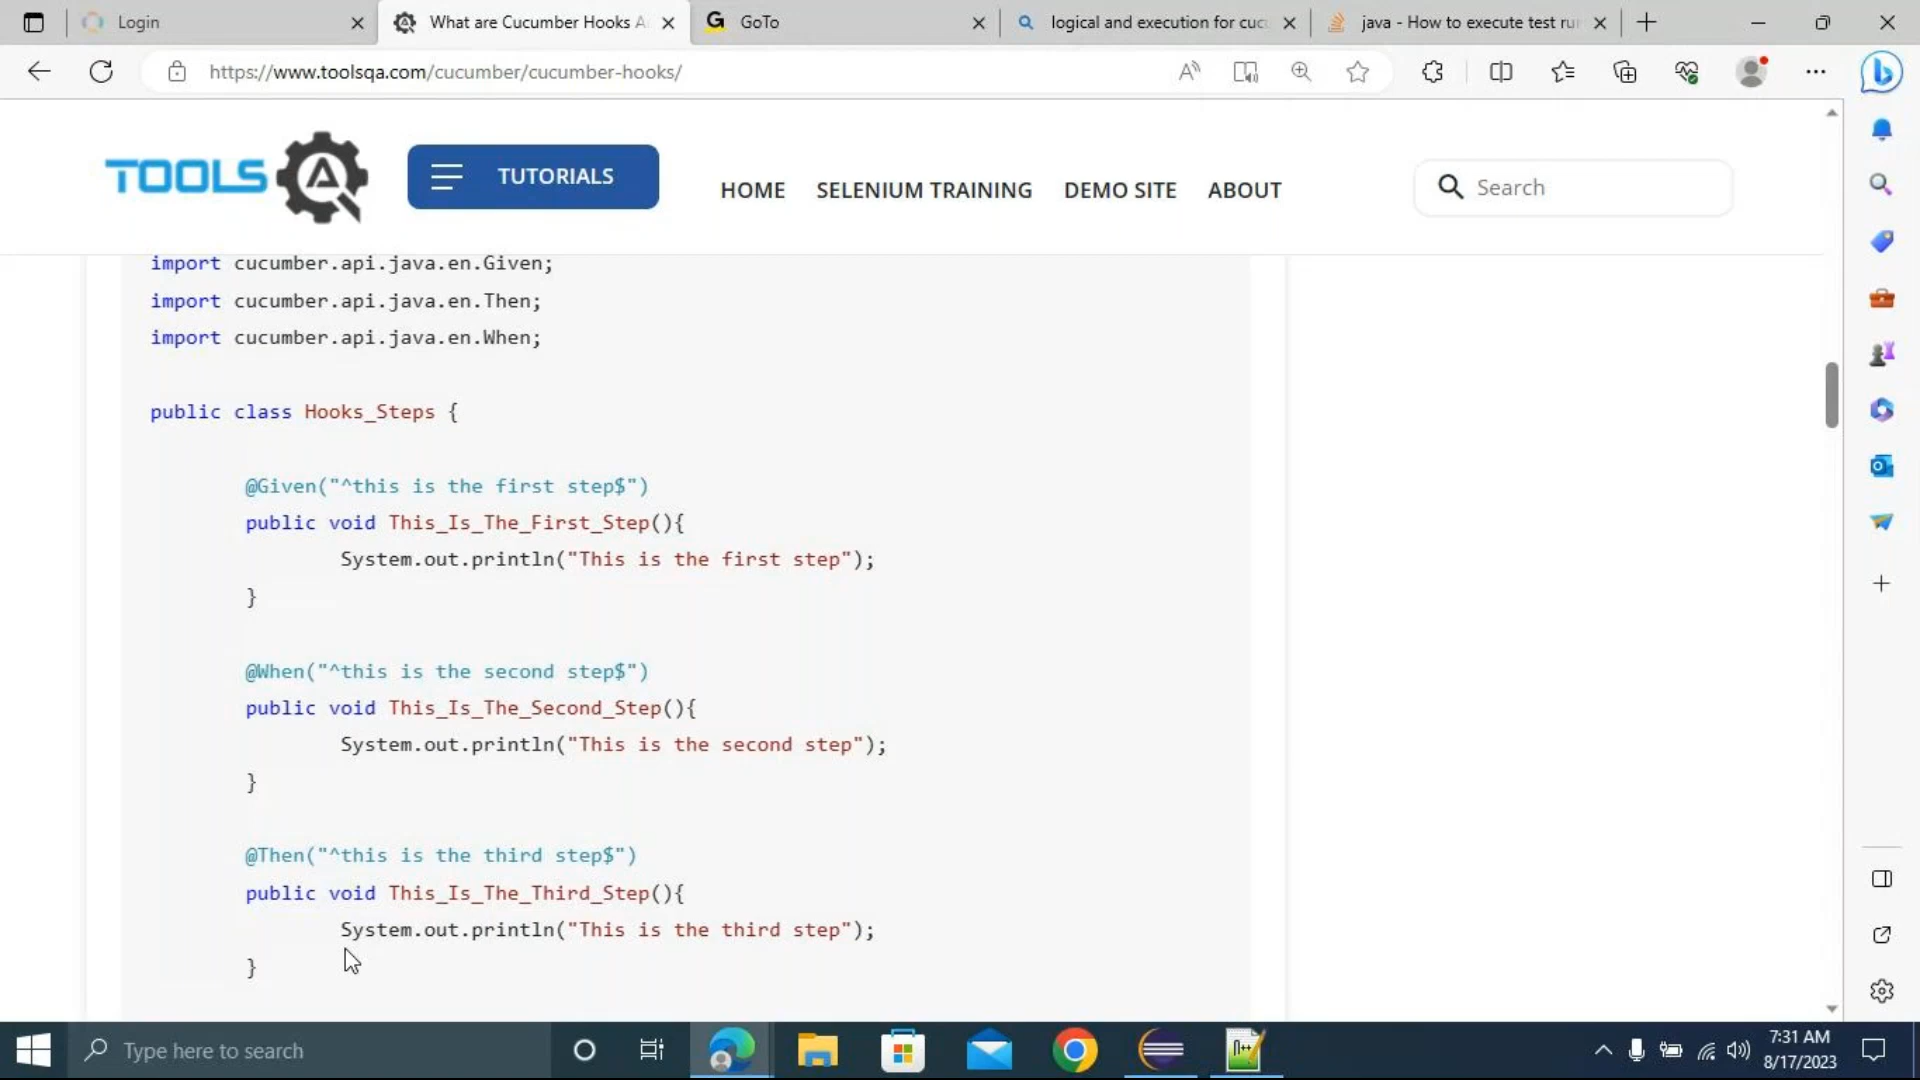 Login
What are Cucumber Hooks A
GoTo
logical and execution for cuc
java - How to execute test ru
https://www.toolsqa.com/cucumber/cucumber-hooks/
TOOLS QA
TUTORIALS
HOME
SELENIUM TRAINING
DEMO SITE
ABOUT
Search
import cucumber.api.java.en.Given;
import cucumber.api.java.en.Then;
import cucumber.api.java.en.When;
public class Hooks_Steps {
@Given("^this is the first step$")
public void This_Is_The_First_Step(){
System.out.println("This is the first step");
}
@When("^this is the second step$")
public void This_Is_The_Second_Step(){
System.out.println("This is the second step");
}
@Then("^this is the third step$")
public void This_Is_The_Third_Step(){
System.out.println("This is the third step");
}
Type here to search
7:31 AM
8/17/2023